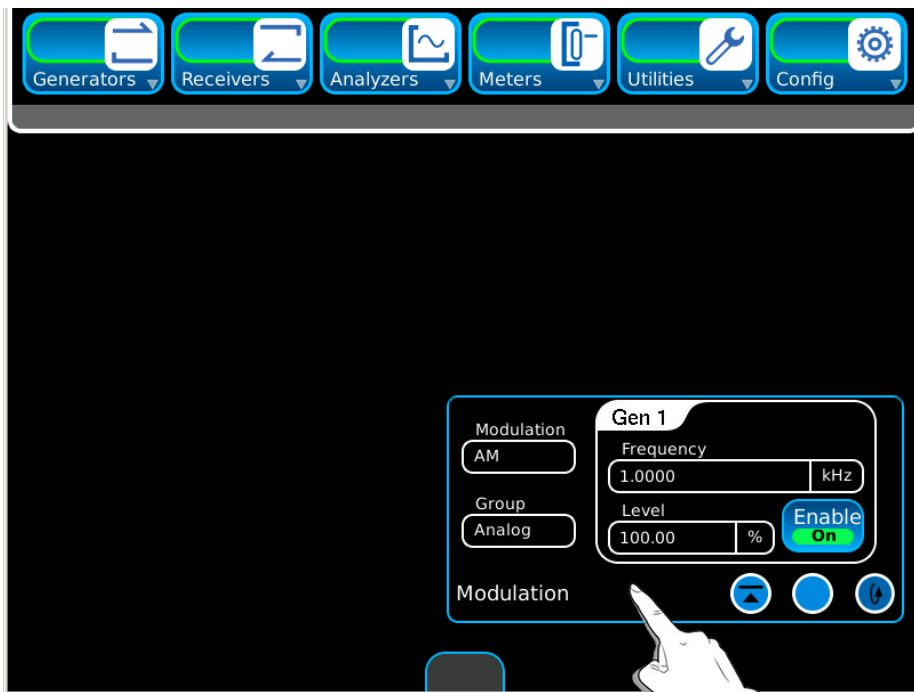 Generators Receivers Analyzers Meters Utilities Config
Modulation
AM
Group
Analog
Gen 1
Frequency
1.0000 kHz
Level
100.00 %
Enable
On
Modulation